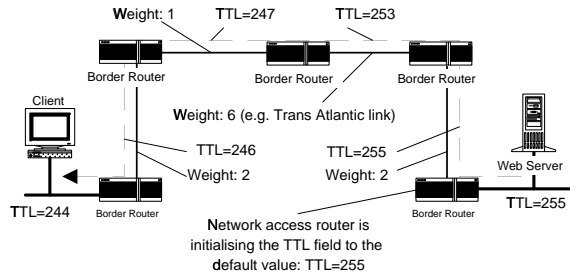 Weight: 1
TTL=247
TTL=253
Border Router
Border Router
Border Router
Client
Weight: 6 (e.g. Trans Atlantic link)
TTL=246
TTL=255
Web Server
Weight: 2
Weight: 2
TTL=244
Border Router
Border Router
TTL=255
Network access router is
initialising the TTL field to the
default value: TTL=255